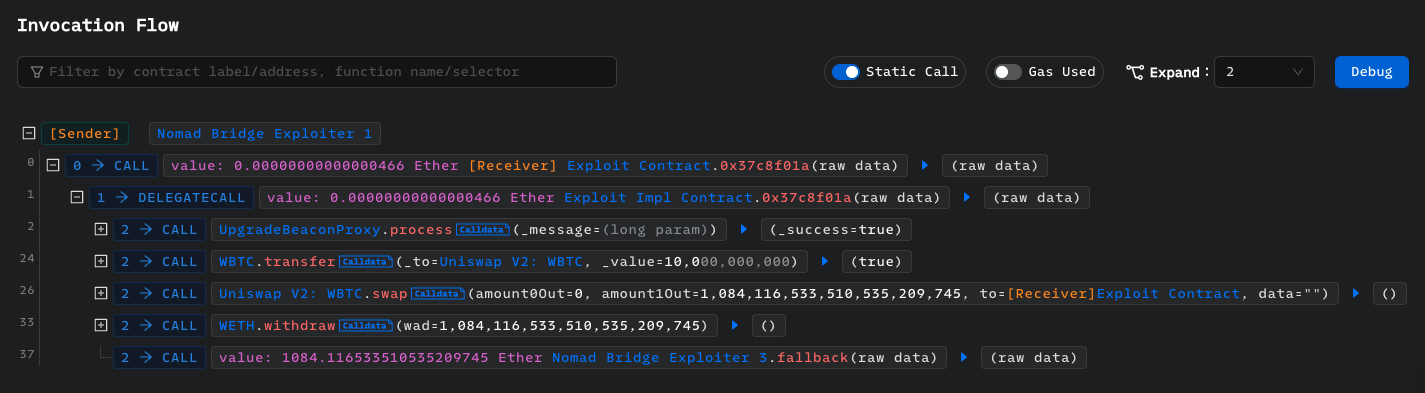 Invocation Flow
Filter by contract label/address, function name/selector Static Call Gas Used Expand : 2 Debug
[Sender] Nomad Bridge Exploiter 1
0 0 → CALL value: 0.00000000000000466 Ether [Receiver] Exploit Contract.0x37c8f01a(raw data) (raw data)
1 1 → DELEGATECALL value: 0.00000000000000466 Ether Exploit Impl Contract.0x37c8f01a(raw data) (raw data)
2 2 → CALL UpgradeBeaconProxy.process Calldata (_message=(long param)) (_success=true)
24 2 → CALL WBTC.transfer Calldata (_to=Uniswap V2: WBTC, _value=10,000,000,000) (true)
26 2 → CALL Uniswap V2: WBTC.swap Calldata (amount0Out=0, amount1Out=1,084,116,533,510,535,209,745, to=[Receiver]Exploit Contract, data="") ()
33 2 → CALL WETH.withdraw Calldata (wad=1,084,116,533,510,535,209,745) ()
37 2 → CALL value: 1084.116533510535209745 Ether Nomad Bridge Exploiter 3.fallback(raw data) (raw data)